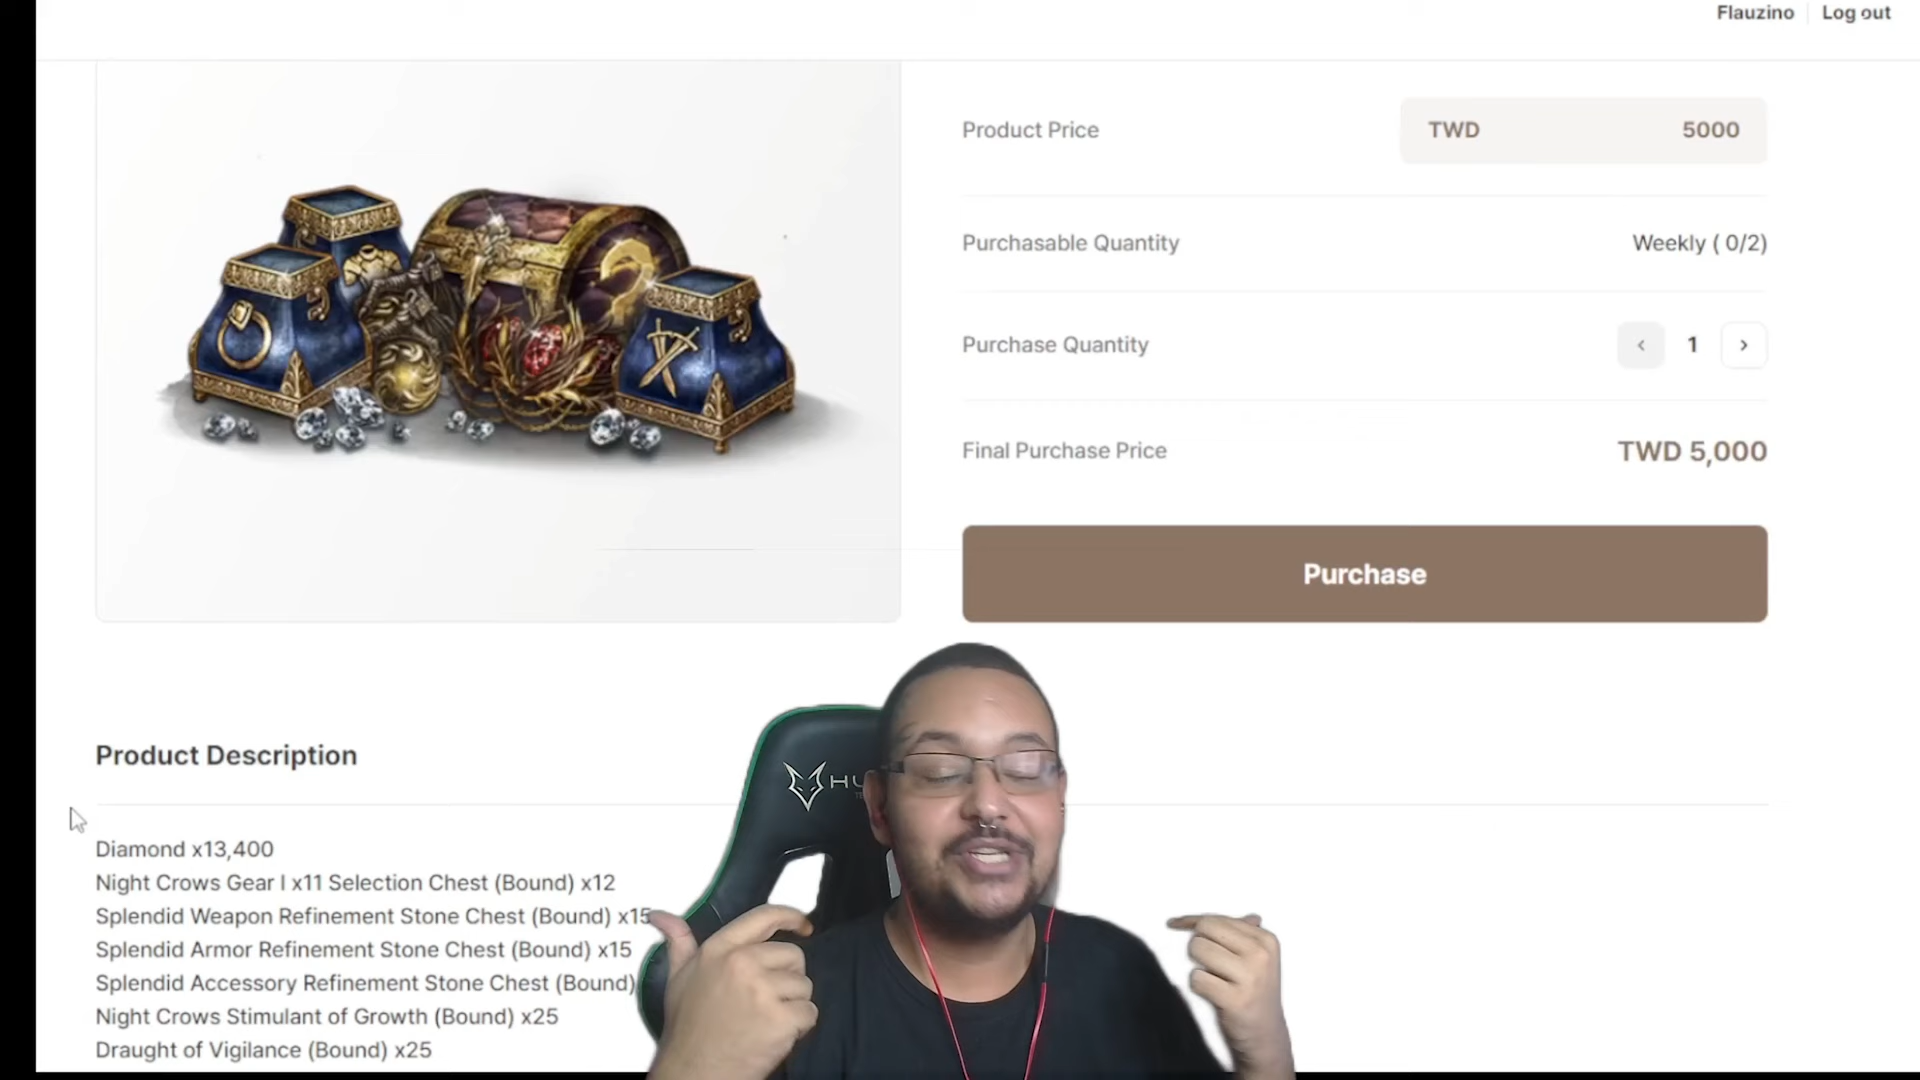 Flauzino Log out
Product Price TWD 5000
Purchasable Quantity Weekly ( 0/2)
Purchase Quantity < 1 >
Final Purchase Price TWD 5,000
Purchase
Product Description
Diamond x13,400
Night Crows Gear I x11 Selection Chest (Bound) x12
Splendid Weapon Refinement Stone Chest (Bound) x15
Splendid Armor Refinement Stone Chest (Bound) x15
Splendid Accessory Refinement Stone Chest (Bound)
Night Crows Stimulant of Growth (Bound) x25
Draught of Vigilance (Bound) x25